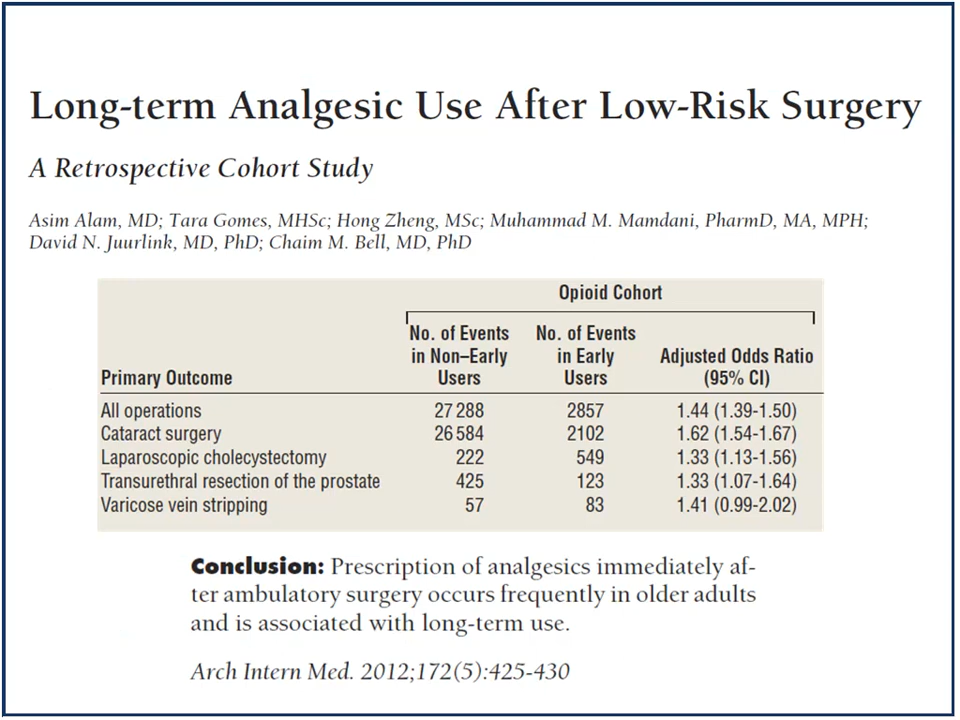 Long-term Analgesic Use After Low-Risk Surgery
A Retrospective Cohort Study
Asim Alam, MD; Tara Gomes, MHSc; Hong Zheng, MSc; Muhammad M. Mamdani, PharmD, MA, MPH;
David N. Juurlink, MD, PhD; Chaim M. Bell, MD, PhD
Opioid Cohort
No. of Events in Non–Early Users
No. of Events in Early Users
Adjusted Odds Ratio (95% CI)
Primary Outcome
All operations 27 288 2857 1.44 (1.39-1.50)
Cataract surgery 26 584 2102 1.62 (1.54-1.67)
Laparoscopic cholecystectomy 222 549 1.33 (1.13-1.56)
Transurethral resection of the prostate 425 123 1.33 (1.07-1.64)
Varicose vein stripping 57 83 1.41 (0.99-2.02)
Conclusion: Prescription of analgesics immediately af-
ter ambulatory surgery occurs frequently in older adults
and is associated with long-term use.
Arch Intern Med. 2012;172(5):425-430